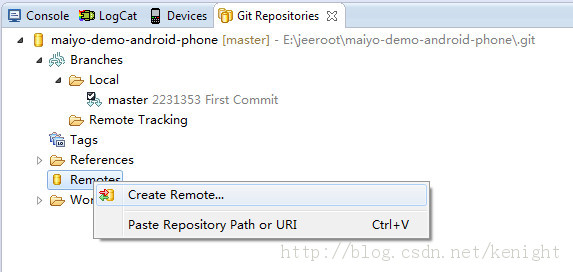 Console LogCat Devices Git Repositories
maiyo-demo-android-phone [master] - E:\jeeroot\maiyo-demo-android-phone\.git
Branches
Local
master 2231353 First Commit
Remote Tracking
Tags
References
Remotes
Create Remote...
Wor
Paste Repository Path or URI Ctrl+V
http://blog.csdn.net/kenight